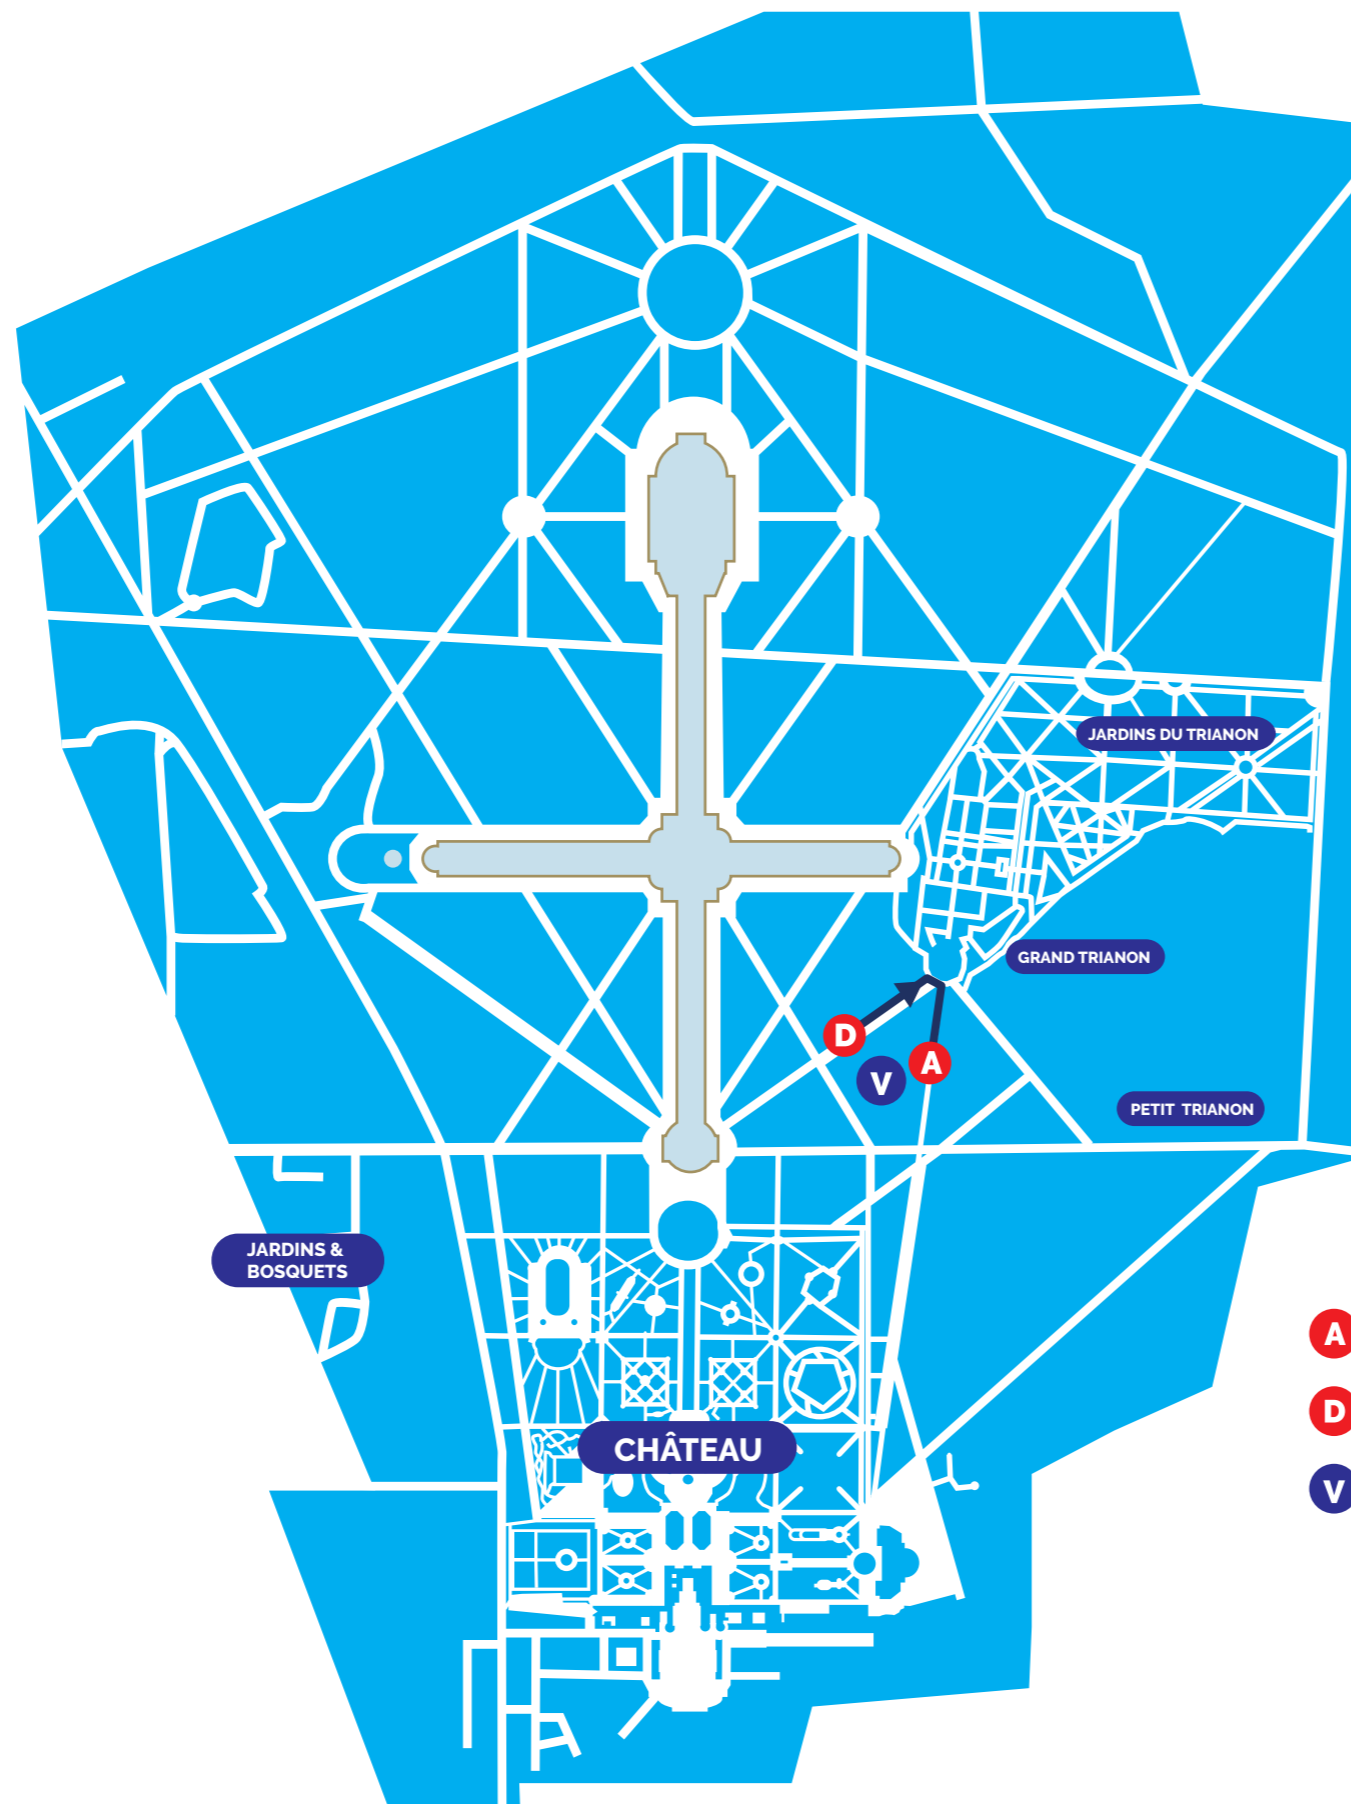 JARDINS DU TRIANON
GRAND TRIANON
D
A
V
PETIT TRIANON
JARDINS &
BOSQUETS
A
D
CHÂTEAU
V